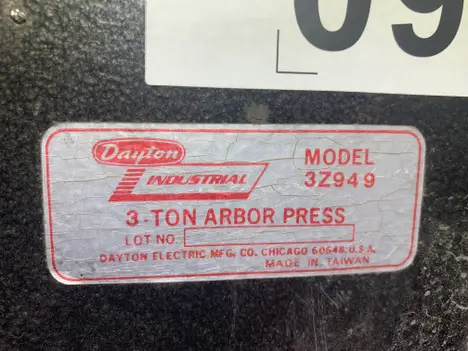 09
Dayton
INDUSTRIAL
MODEL
3Z949
3-TON ARBOR PRESS
LOT NO.
DAYTON ELECTRIC MFG. CO. CHICAGO 60648, U.S.A.
MADE IN TAIWAN